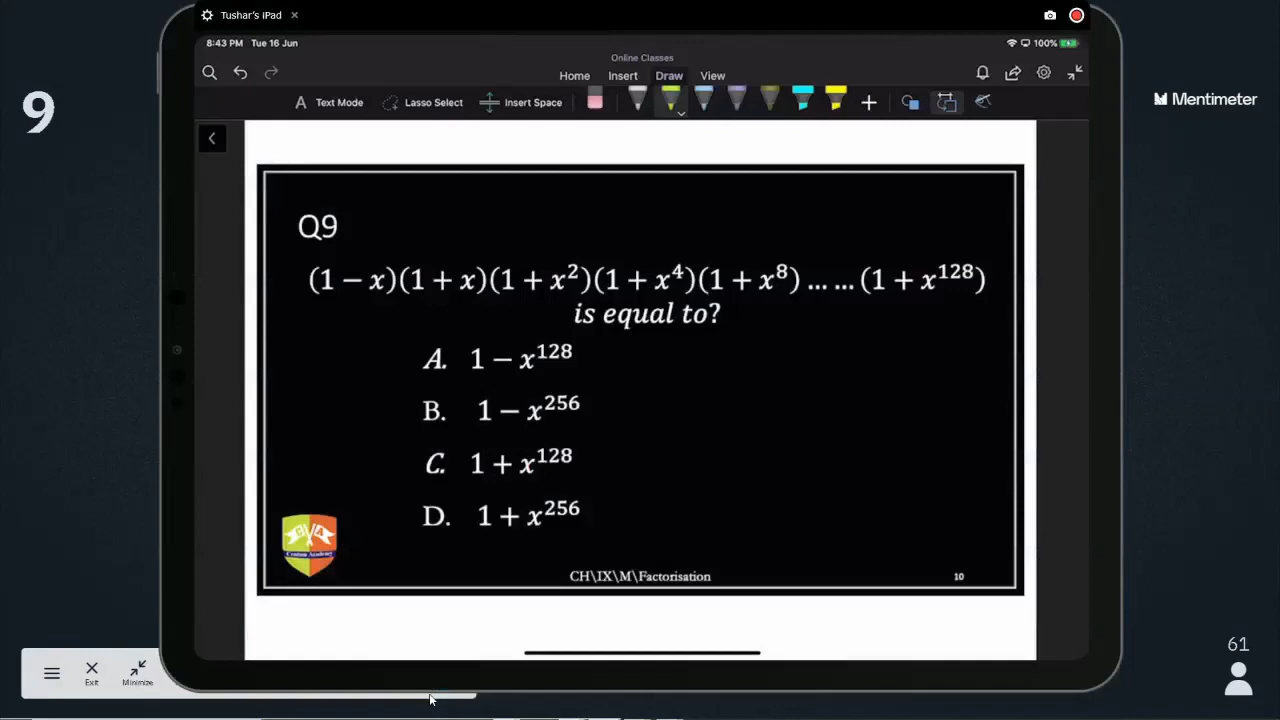 Tushar's iPad ×
8:43 PM Tue 16 Jun
100%
Online Classes
Home Insert Draw View
A Text Mode Lasso Select Insert Space
9
Mentimeter
Q9
(1 − x)(1 + x)(1 + x²)(1 + x⁴)(1 + x⁸) ... ... (1 + x¹²⁸)
is equal to?
A. 1 − x¹²⁸
B. 1 − x²⁵⁶
C. 1 + x¹²⁸
D. 1 + x²⁵⁶
Centum Academy
CH\IX\M\Factorisation 10
61
Exit Minimize